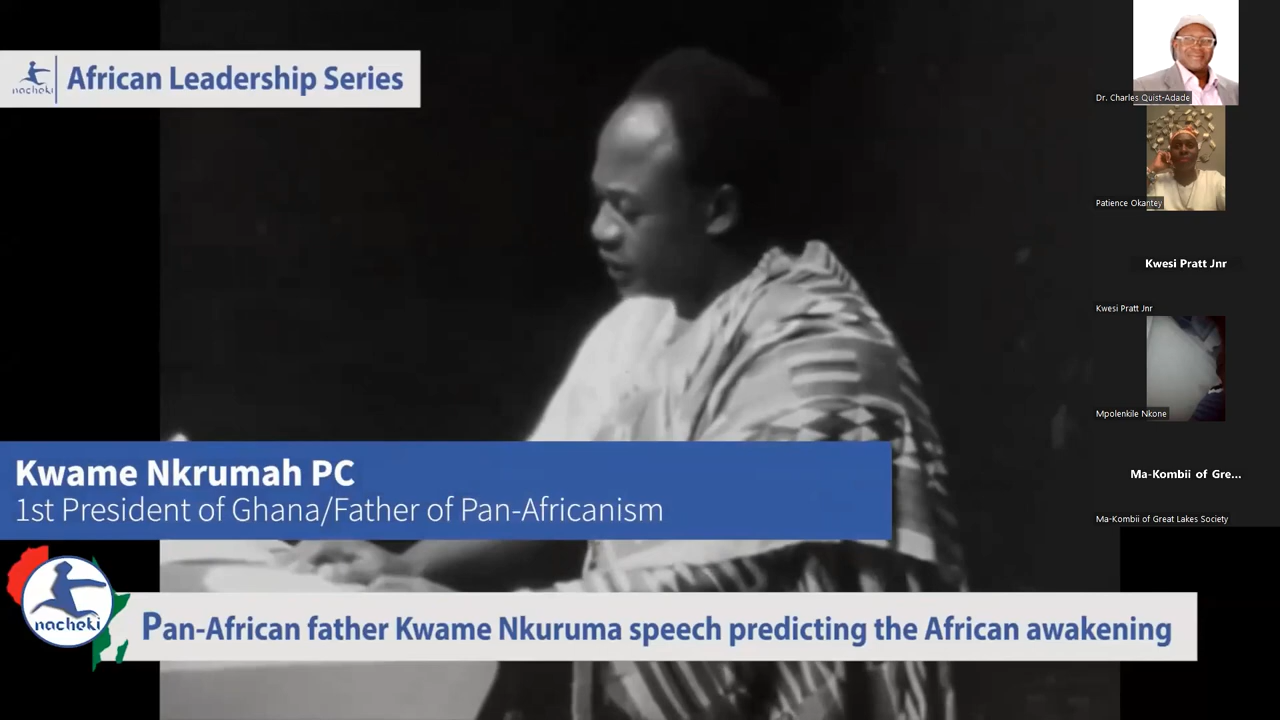 nacheki
African Leadership Series
Dr. Charles Quist-Adade
Patience Okantey
Kwesi Pratt Jnr
Kwesi Pratt Jnr
Mpolenkile Nkone
Ma-Kombii of Gre...
Ma-Kombii of Great Lakes Society
Kwame Nkrumah PC
1st President of Ghana/Father of Pan-Africanism
nacheki
Pan-African father Kwame Nkuruma speech predicting the African awakening